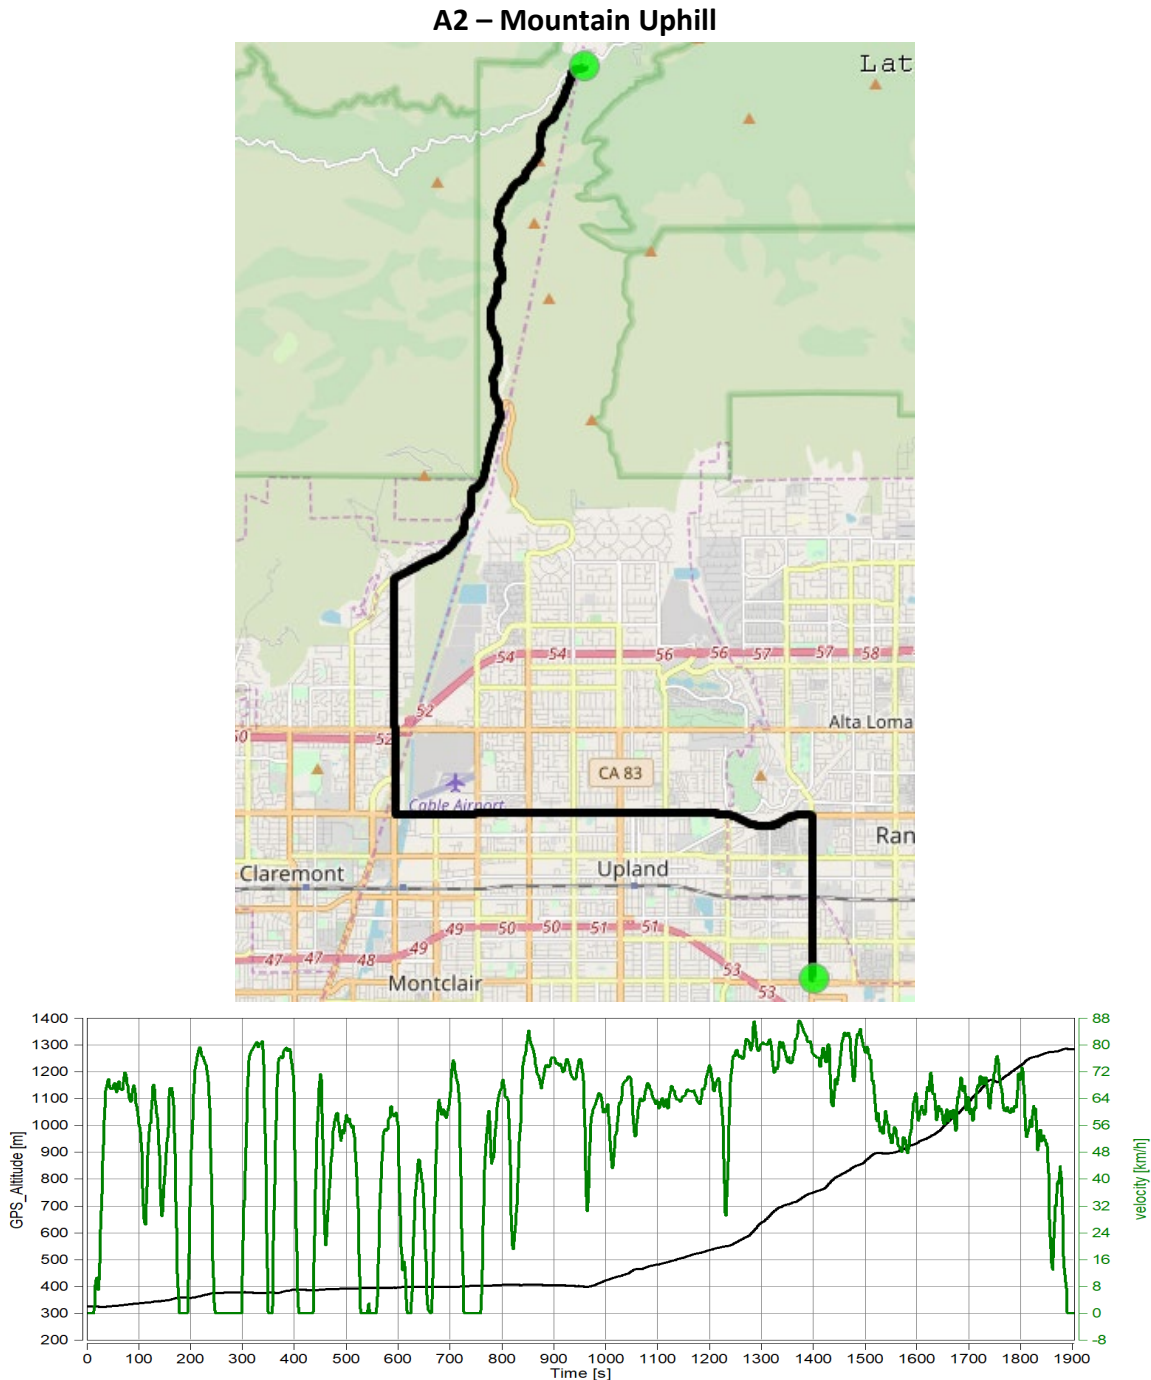 A2 – Mountain Uphill
Lat
54 54 56 56 57 57 58
52
Alta Loma
50 52
CA 83
Cable Airport
Ran
Claremont Upland
49 50 50 51 51
49
47 47 48
53
Montclair
53
1400 88
1300 80
1200 72
1100 64
1000 56
900 48
800 40
700 32
600 24
500 16
400 8
300 0
200 -8
GPS_Altitude [m]
velocity [km/h]
0 100 200 300 400 500 600 700 800 900 1000 1100 1200 1300 1400 1500 1600 1700 1800 1900
Time [s]